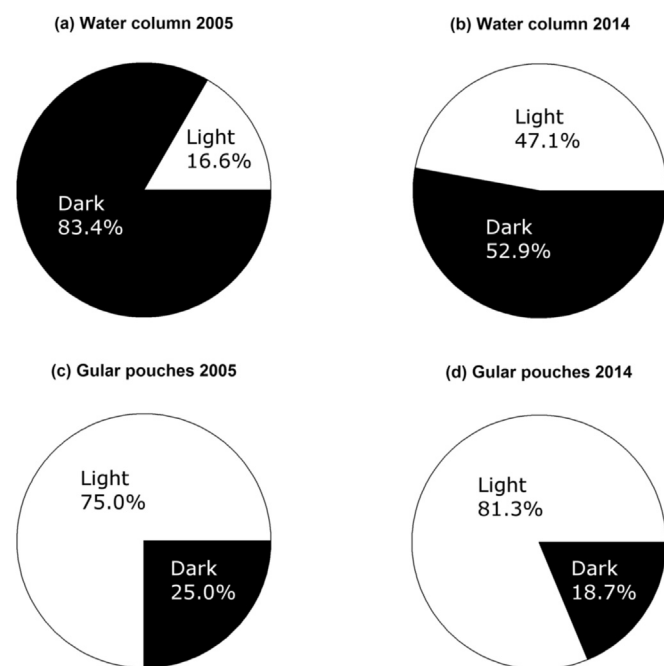 (a) Water column 2005
(b) Water column 2014
Light
16.6%
Dark
83.4%
Light
47.1%
Dark
52.9%
(c) Gular pouches 2005
(d) Gular pouches 2014
Light
75.0%
Dark
25.0%
Light
81.3%
Dark
18.7%